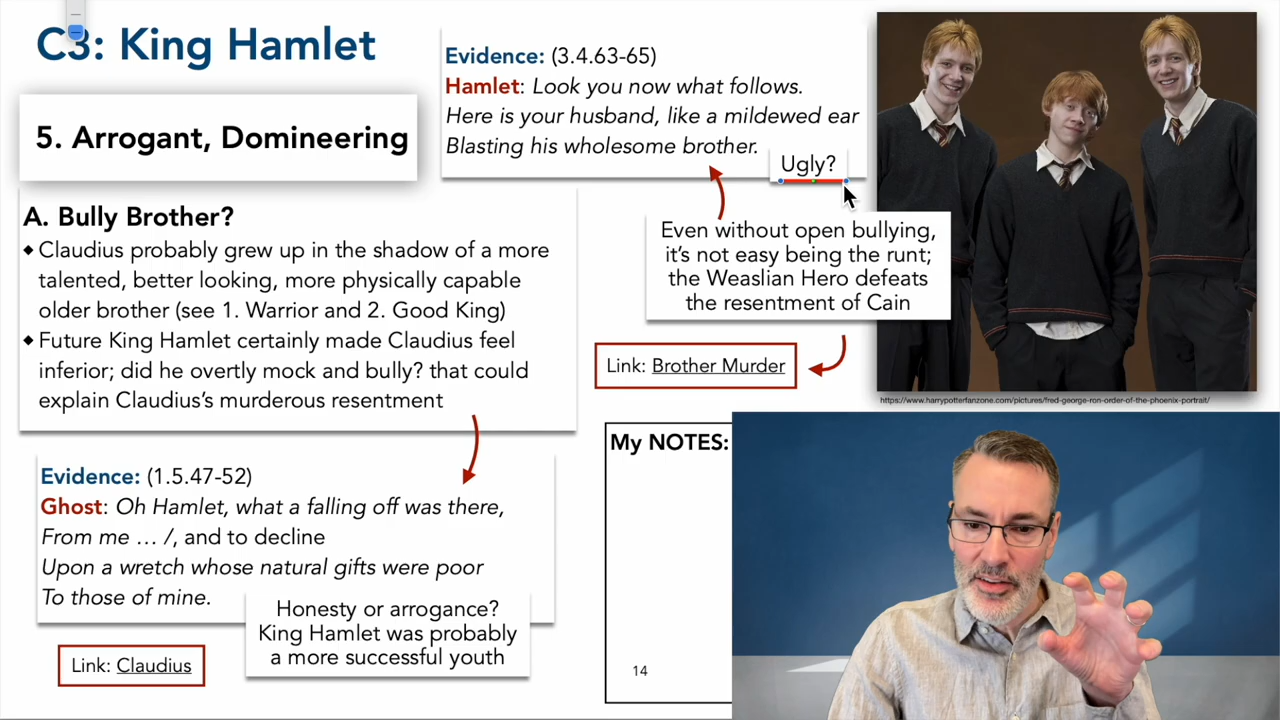 C3: King Hamlet
5. Arrogant, Domineering
A. Bully Brother?
◆ Claudius probably grew up in the shadow of a more
talented, better looking, more physically capable
older brother (see 1. Warrior and 2. Good King)
◆ Future King Hamlet certainly made Claudius feel
inferior; did he overtly mock and bully? that could
explain Claudius's murderous resentment
Evidence: (1.5.47-52)
Ghost: Oh Hamlet, what a falling off was there,
From me … /, and to decline
Upon a wretch whose natural gifts were poor
To those of mine.
Honesty or arrogance?
King Hamlet was probably
a more successful youth
Link: Claudius
Evidence: (3.4.63-65)
Hamlet: Look you now what follows.
Here is your husband, like a mildewed ear
Blasting his wholesome brother.
Ugly?
Even without open bullying,
it's not easy being the runt;
the Weaslian Hero defeats
the resentment of Cain
Link: Brother Murder
https://www.harrypotterfanzone.com/pictures/fred-george-ron-order-of-the-phoenix-portrait/
My NOTES:
14